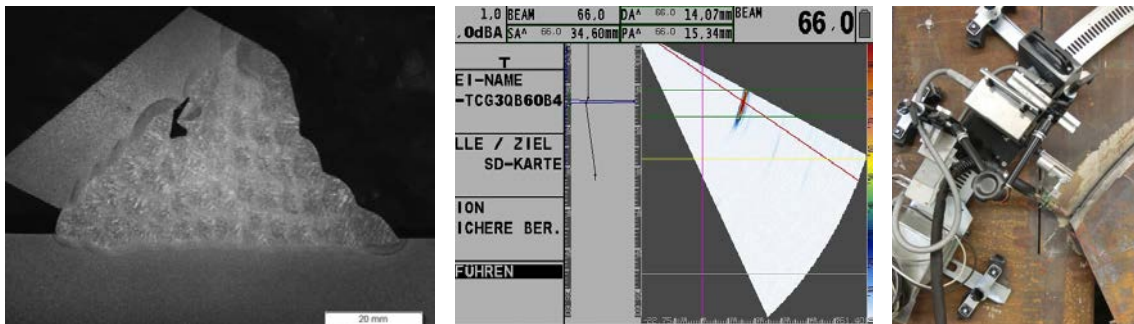 20 mm
1,0 BEAM 66.0 DA^ 66.0 14,07mm BEAM 66.0
.0dBA SA^ 66.0 34,60mm PA^ 66.0 15,34mm
T
EI-NAME
-TCG3QB60B4
LLE / ZIEL
SD-KARTE
ION
ICHERE BER.
FÜHREN